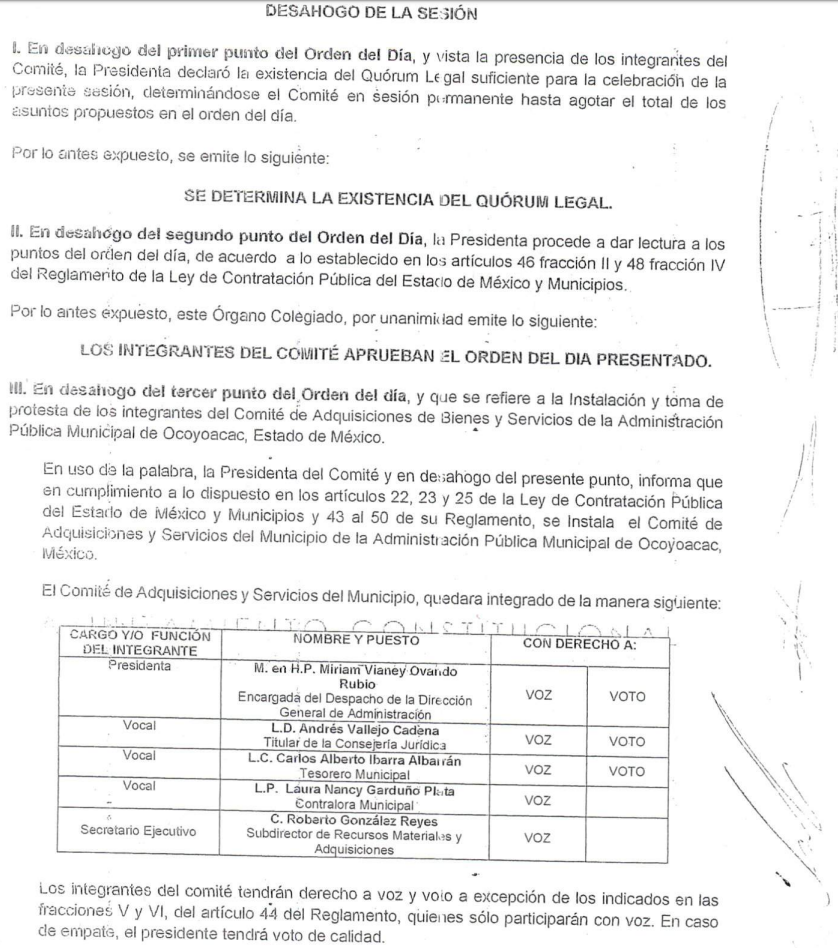 DESAHOGO DE LA SESIÓN
I. En desahogo del primer punto del Orden del Día, y vista la presencia de los integrantes del
Comité, la Presidenta declaró la existencia del Quórum Legal suficiente para la celebración de la
presente sesión, determinándose el Comité en sesión permanente hasta agotar el total de los
asuntos propuestos en el orden del día.
Por lo antes expuesto, se emite lo siguiente:
SE DETERMINA LA EXISTENCIA DEL QUÓRUM LEGAL.
II. En desahogo del segundo punto del Orden del Día, la Presidenta procede a dar lectura a los
puntos del orden del día, de acuerdo a lo establecido en los artículos 46 fracción II y 48 fracción IV
del Reglamento de la Ley de Contratación Pública del Estado de México y Municipios.
Por lo antes expuesto, este Órgano Colegiado, por unanimidad emite lo siguiente:
LOS INTEGRANTES DEL COMITÉ APRUEBAN EL ORDEN DEL DIA PRESENTADO.
III. En desahogo del tercer punto del Orden del día, y que se refiere a la Instalación y toma de
protesta de los integrantes del Comité de Adquisiciones de Bienes y Servicios de la Administración
Pública Municipal de Ocoyoacac, Estado de México.
En uso de la palabra, la Presidenta del Comité y en desahogo del presente punto, informa que
en cumplimiento a lo dispuesto en los artículos 22, 23 y 25 de la Ley de Contratación Pública
del Estado de México y Municipios y 43 al 50 de su Reglamento, se Instala el Comité de
Adquisiciones y Servicios del Municipio de la Administración Pública Municipal de Ocoyoacac,
México.
El Comité de Adquisiciones y Servicios del Municipio, quedara integrado de la manera siguiente:
CONSTITUCIONAL
CARGO Y/O FUNCIÓN DEL INTEGRANTE NOMBRE Y PUESTO CON DERECHO A:
Presidenta M. en H.P. Miriam Vianey Ovando
Rubio
Encargada del Despacho de la Dirección VOZ VOTO
General de Administración
Vocal L.D. Andrés Vallejo Cadena
Titular de la Consejería Jurídica VOZ VOTO
Vocal L.C. Carlos Alberto Ibarra Albarrán
Tesorero Municipal VOZ VOTO
Vocal L.P. Laura Nancy Garduño Plata
Contralora Municipal VOZ
C. Roberto González Reyes
Secretario Ejecutivo Subdirector de Recursos Materiales y VOZ
Adquisiciones
Los integrantes del comité tendrán derecho a voz y voto a excepción de los indicados en las
fracciones V y VI, del artículo 44 del Reglamento, quienes sólo participarán con voz. En caso
de empate, el presidente tendrá voto de calidad.